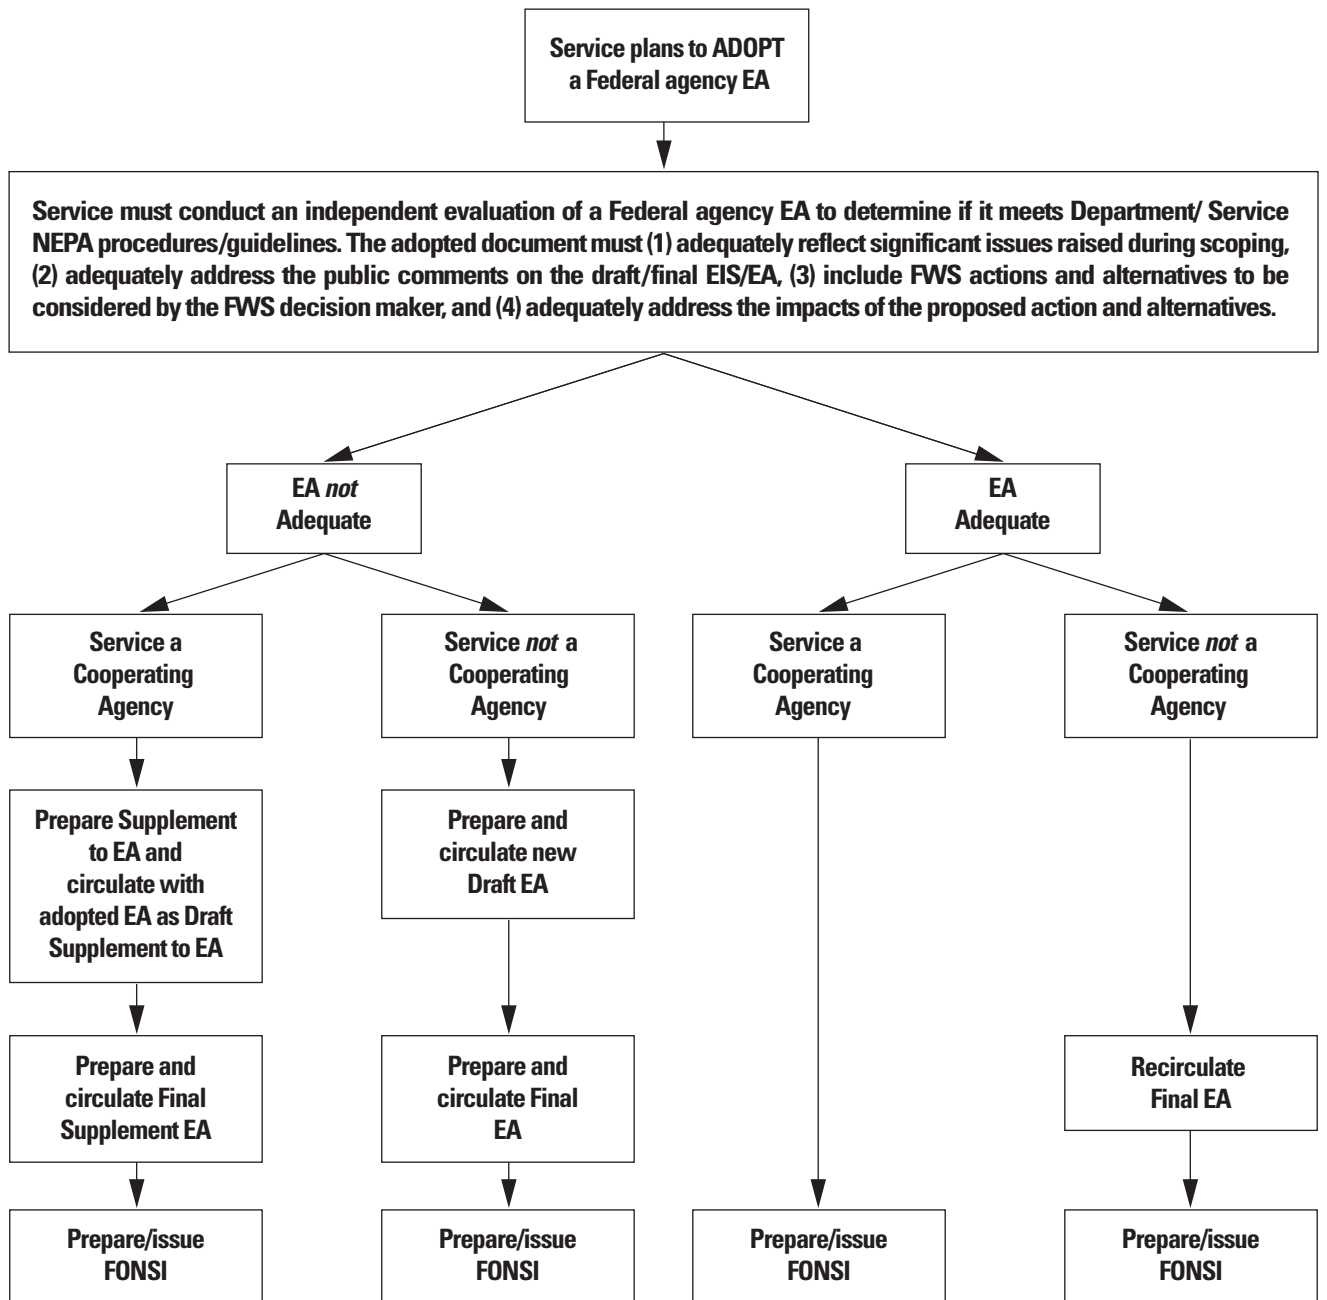 Service plans to ADOPT
a Federal agency EA
Service must conduct an independent evaluation of a Federal agency EA to determine if it meets Department/ Service
NEPA procedures/guidelines. The adopted document must (1) adequately reflect significant issues raised during scoping,
(2) adequately address the public comments on the draft/final EIS/EA, (3) include FWS actions and alternatives to be
considered by the FWS decision maker, and (4) adequately address the impacts of the proposed action and alternatives.
EA not
Adequate
EA
Adequate
Service a
Cooperating
Agency
Service not a
Cooperating
Agency
Service a
Cooperating
Agency
Service not a
Cooperating
Agency
Prepare Supplement
to EA and
circulate with
adopted EA as Draft
Supplement to EA
Prepare and
circulate new
Draft EA
Prepare and
circulate Final
Supplement EA
Prepare and
circulate Final
EA
Recirculate
Final EA
Prepare/issue
FONSI
Prepare/issue
FONSI
Prepare/issue
FONSI
Prepare/issue
FONSI